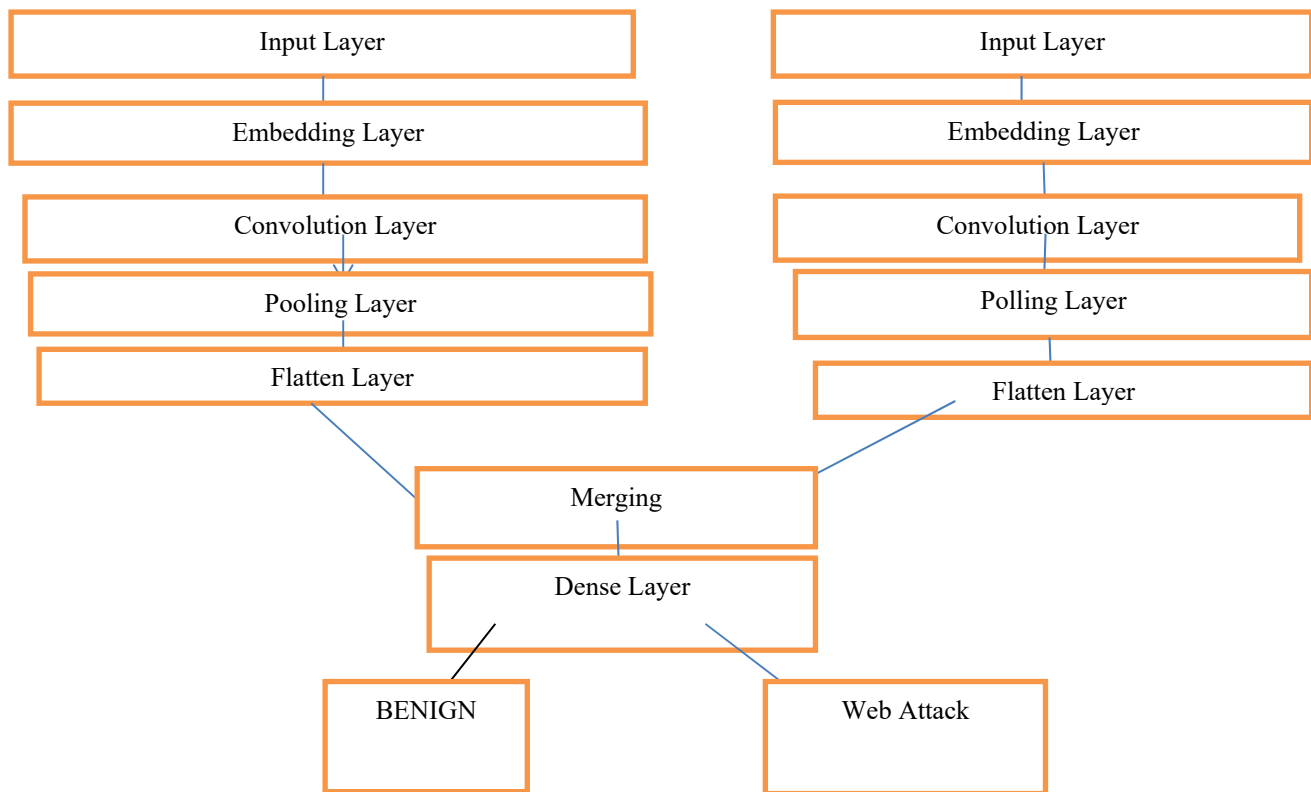 Input Layer
Input Layer
Embedding Layer
Embedding Layer
Convolution Layer
Convolution Layer
Pooling Layer
Polling Layer
Flatten Layer
Flatten Layer
Merging
Dense Layer
BENIGN
Web Attack